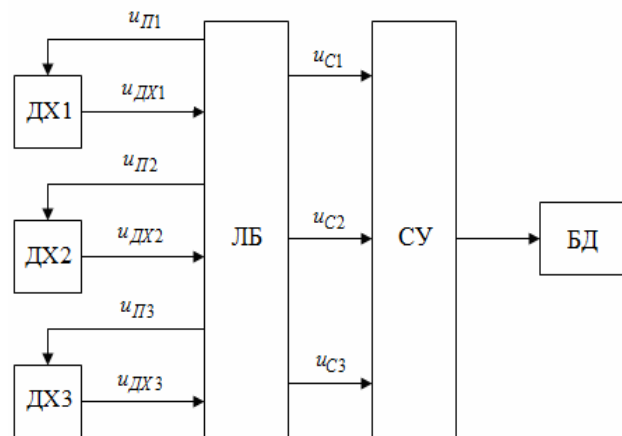 u_П1
u_C1
ДХ1
u_ДХ1
u_П2
ДХ2
u_ДХ2
ЛБ
u_C2
СУ
БД
u_П3
u_C3
ДХ3
u_ДХ3